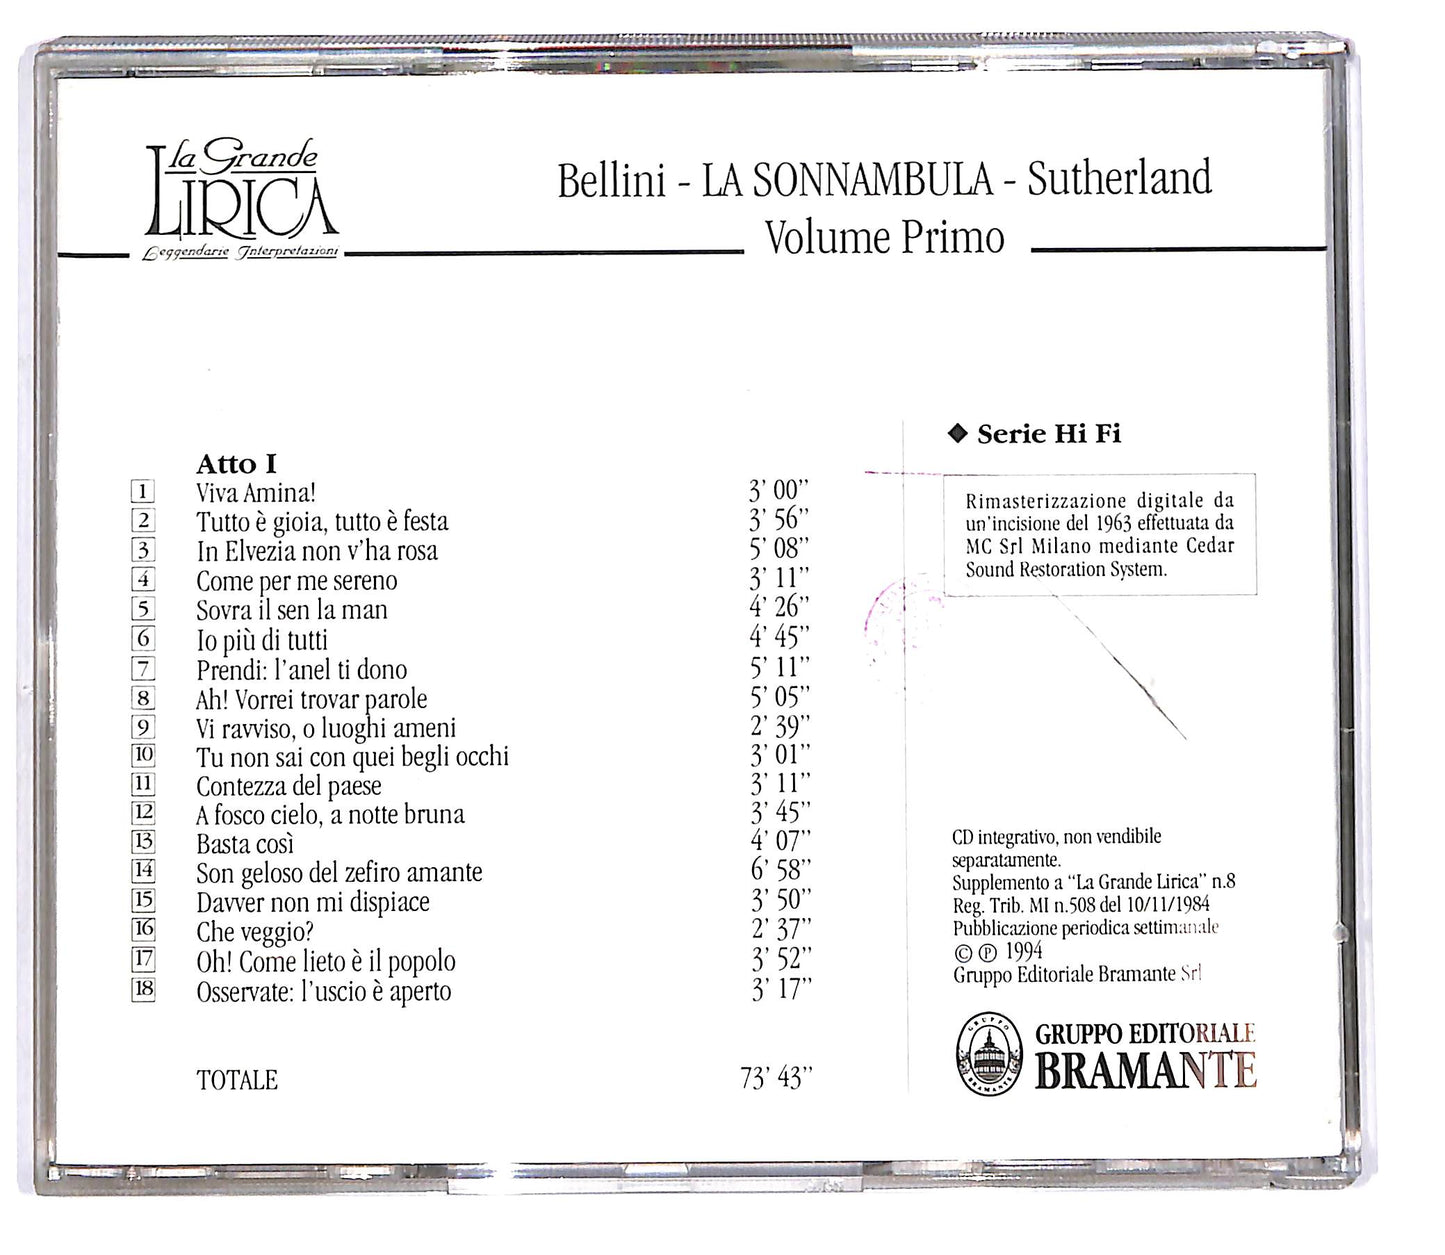 la Grande
LIRICA
Leggendarie Interpretazioni
Bellini - LA SONNAMBULA - Sutherland
Volume Primo
Atto I
1 Viva Amina! 3' 00"
2 Tutto è gioia, tutto è festa 3' 56"
3 In Elvezia non v'ha rosa 5' 08"
4 Come per me sereno 3' 11"
5 Sovra il sen la man 4' 26"
6 Io più di tutti 4' 45"
7 Prendi: l'anel ti dono 5' 11"
8 Ah! Vorrei trovar parole 5' 05"
9 Vi ravviso, o luoghi ameni 2' 39"
10 Tu non sai con quei begli occhi 3' 01"
11 Contezza del paese 3' 11"
12 A fosco cielo, a notte bruna 3' 45"
13 Basta così 4' 07"
14 Son geloso del zefiro amante 6' 58"
15 Davver non mi dispiace 3' 50"
16 Che veggio? 2' 37"
17 Oh! Come lieto è il popolo 3' 52"
18 Osservate: l'uscio è aperto 3' 17"
TOTALE 73' 43"
◆ Serie Hi Fi
Rimasterizzazione digitale da
un'incisione del 1963 effettuata da
MC Srl Milano mediante Cedar
Sound Restoration System.
CD integrativo, non vendibile
separatamente.
Supplemento a “La Grande Lirica” n.8
Reg. Trib. MI n.508 del 10/11/1984
Pubblicazione periodica settimanale
© ℗ 1994
Gruppo Editoriale Bramante Srl
GRUPPO
BRAMANTE
GRUPPO EDITORIALE
BRAMANTE